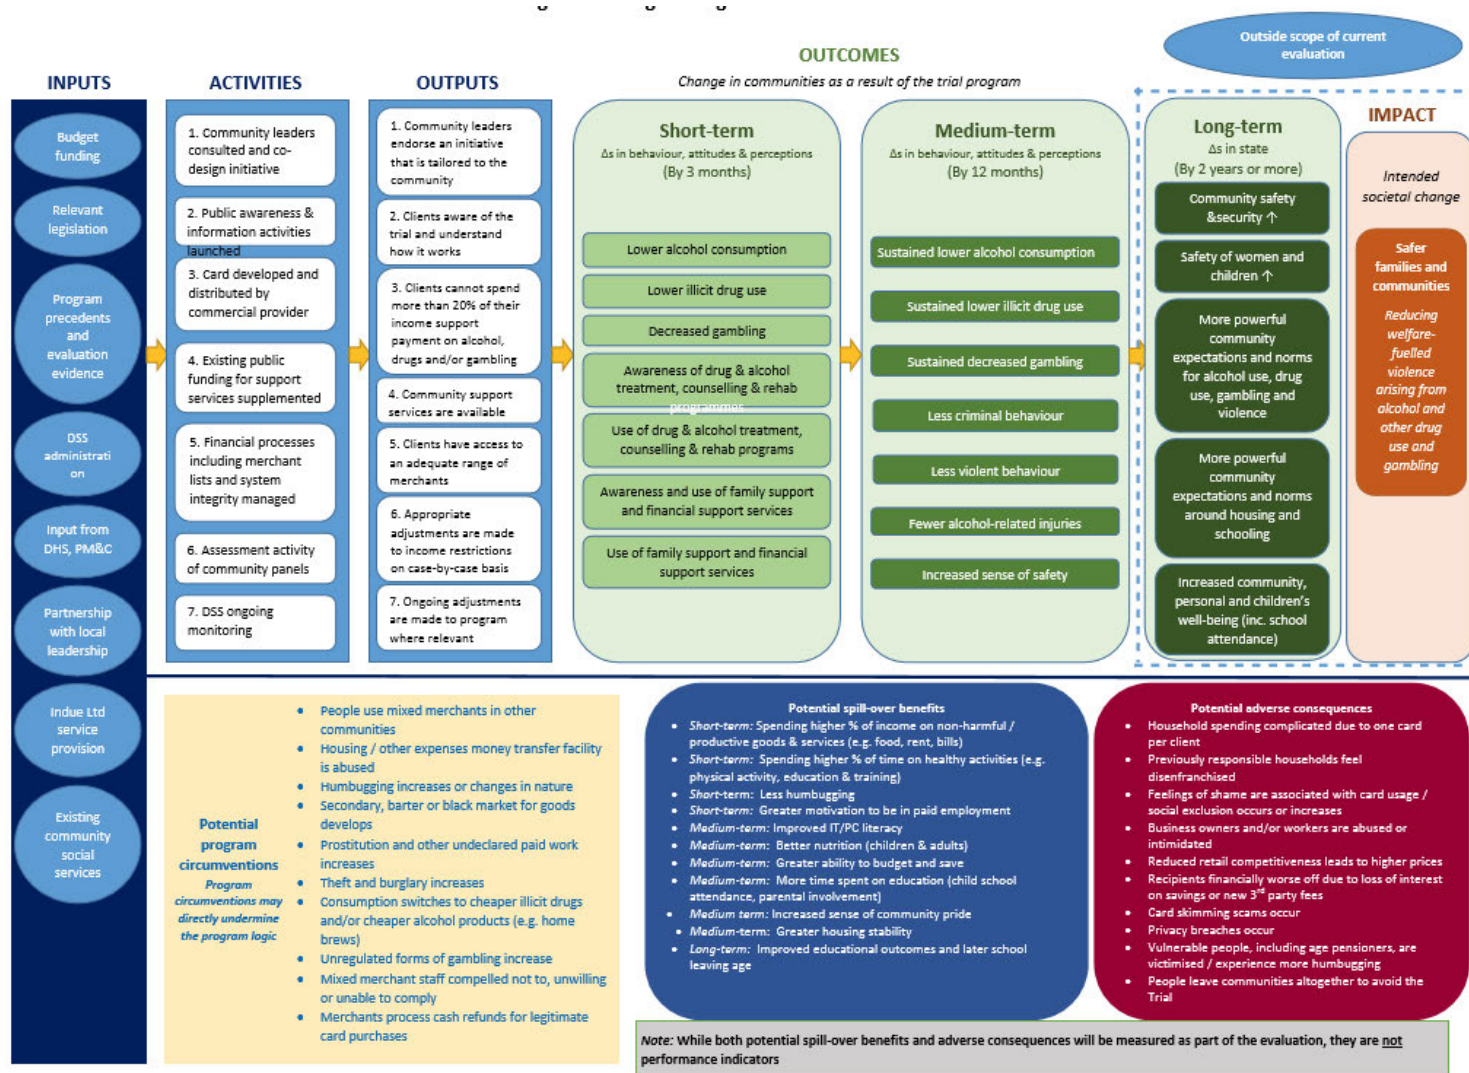 Outside scope of current
evaluation
OUTCOMES
Change in communities as a result of the trial program
INPUTS
ACTIVITIES
OUTPUTS
IMPACT
Budget
funding
Relevant
legislation
Program
precedents
and
evaluation
evidence
DSS
administrati
on
Input from
DHS, PM&C
Partnership
with local
leadership
Indue Ltd
service
provision
Existing
community
social
services
1. Community leaders
consulted and co-
design initiative
2. Public awareness &
information activities
launched
3. Card developed and
distributed by
commercial provider
4. Existing public
funding for support
services supplemented
5. Financial processes
including merchant
lists and system
integrity managed
6. Assessment activity
of community panels
7. DSS ongoing
monitoring
1. Community leaders
endorse an initiative
that is tailored to the
community
2. Clients aware of the
trial and understand
how it works
3. Clients cannot spend
more than 20% of their
income support
payment on alcohol,
drugs and/or gambling
4. Community support
services are available
5. Clients have access to
an adequate range of
merchants
6. Appropriate
adjustments are made
to income restrictions
on case-by-case basis
7. Ongoing adjustments
are made to program
where relevant
Short-term
Δs in behaviour, attitudes & perceptions
(By 3 months)
Lower alcohol consumption
Lower illicit drug use
Decreased gambling
Awareness of drug & alcohol
treatment, counselling & rehab
programmes
Use of drug & alcohol treatment,
counselling & rehab programs
Awareness and use of family support
and financial support services
Use of family support and financial
support services
Medium-term
Δs in behaviour, attitudes & perceptions
(By 12 months)
Sustained lower alcohol consumption
Sustained lower illicit drug use
Sustained decreased gambling
Less criminal behaviour
Less violent behaviour
Fewer alcohol-related injuries
Increased sense of safety
Long-term
Δs in state
(By 2 years or more)
Community safety
&security ↑
Safety of women and
children ↑
More powerful
community
expectations and norms
for alcohol use, drug
use, gambling and
violence
More powerful
community
expectations and norms
around housing and
schooling
Increased community,
personal and children's
well-being (inc. school
attendance)
Intended
societal change
Safer
families and
communities
Reducing
welfare-
fuelled
violence
arising from
alcohol and
other drug
use and
gambling
Potential
program
circumventions
Program
circumventions may
directly undermine
the program logic
• People use mixed merchants in other
communities
• Housing / other expenses money transfer facility
is abused
• Humbugging increases or changes in nature
• Secondary, barter or black market for goods
develops
• Prostitution and other undeclared paid work
increases
• Theft and burglary increases
• Consumption switches to cheaper illicit drugs
and/or cheaper alcohol products (e.g. home
brews)
• Unregulated forms of gambling increase
• Mixed merchant staff compelled not to, unwilling
or unable to comply
• Merchants process cash refunds for legitimate
card purchases
Potential spill-over benefits
• Short-term: Spending higher % of income on non-harmful /
productive goods & services (e.g. food, rent, bills)
• Short-term: Spending higher % of time on healthy activities (e.g.
physical activity, education & training)
• Short-term: Less humbugging
• Short-term: Greater motivation to be in paid employment
• Medium-term: Improved IT/PC literacy
• Medium-term: Better nutrition (children & adults)
• Medium-term: Greater ability to budget and save
• Medium-term: More time spent on education (child school
attendance, parental involvement)
• Medium term: Increased sense of community pride
• Medium-term: Greater housing stability
• Long-term: Improved educational outcomes and later school
leaving age
Potential adverse consequences
• Household spending complicated due to one card
per client
• Previously responsible households feel
disenfranchised
• Feelings of shame are associated with card usage /
social exclusion occurs or increases
• Business owners and/or workers are abused or
intimidated
• Reduced retail competitiveness leads to higher prices
• Recipients financially worse off due to loss of interest
on savings or new 3rd party fees
• Card skimming scams occur
• Privacy breaches occur
• Vulnerable people, including age pensioners, are
victimised / experience more humbugging
• People leave communities altogether to avoid the
Trial
Note: While both potential spill-over benefits and adverse consequences will be measured as part of the evaluation, they are not
performance indicators